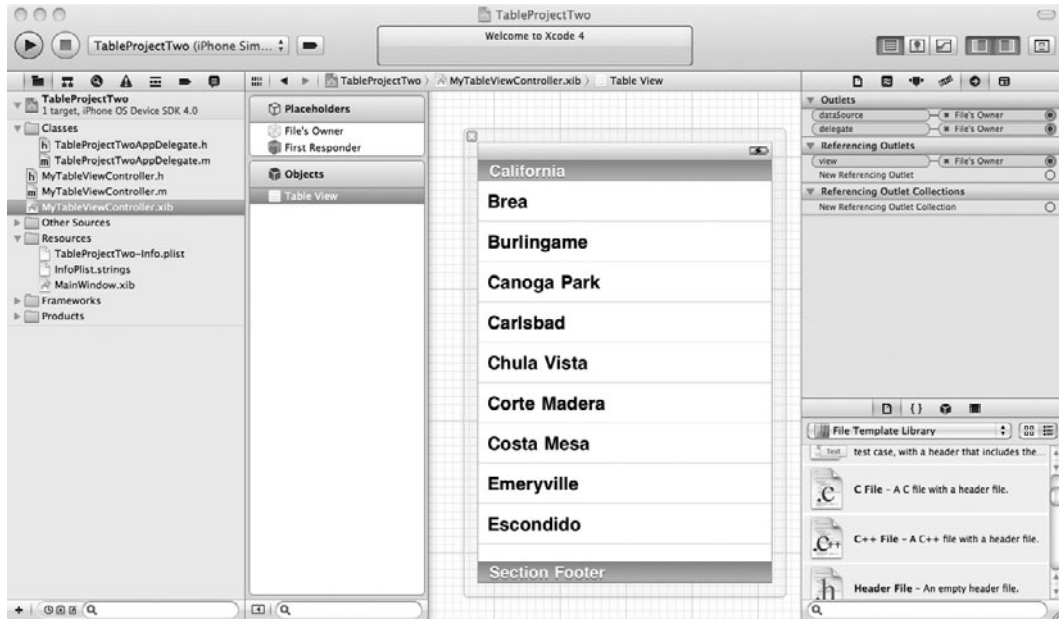 TableProjectTwo
TableProjectTwo (iPhone Sim...
Welcome to Xcode 4
TableProjectTwo
1 target, iPhone OS Device SDK 4.0
Classes
h TableProjectTwoAppDelegate.h
m TableProjectTwoAppDelegate.m
h MyTableViewController.h
m MyTableViewController.m
MyTableViewController.xib
Other Sources
Resources
TableProjectTwo-Info.plist
InfoPlist.strings
MainWindow.xib
Frameworks
Products
TableProjectTwo
MyTableViewController.xib
Table View
Placeholders
File's Owner
First Responder
Objects
Table View
California
Brea
Burlingame
Canoga Park
Carlsbad
Chula Vista
Corte Madera
Costa Mesa
Emeryville
Escondido
Section Footer
Outlets
dataSource
File's Owner
delegate
File's Owner
Referencing Outlets
view
File's Owner
New Referencing Outlet
Referencing Outlet Collections
New Referencing Outlet Collection
{}
File Template Library
Test
test case, with a header that includes the...
.c
C File - A C file with a header file.
.c++
C++ File - A C++ file with a header file.
h
Header File - An empty header file.